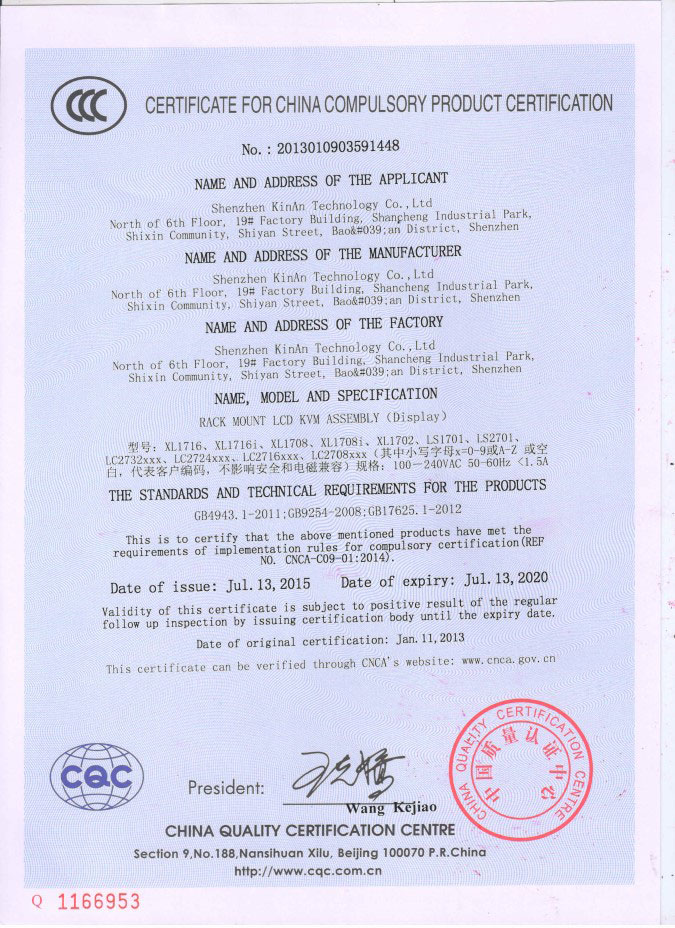 CCC
CERTIFICATE FOR CHINA COMPULSORY PRODUCT CERTIFICATION
No.: 2013010903591448
NAME AND ADDRESS OF THE APPLICANT
Shenzhen KinAn Technology Co.,Ltd
North of 6th Floor, 19# Factory Building, Shancheng Industrial Park,
Shixin Community, Shiyan Street, Bao&#039;an District, Shenzhen
NAME AND ADDRESS OF THE MANUFACTURER
Shenzhen KinAn Technology Co.,Ltd
North of 6th Floor, 19# Factory Building, Shancheng Industrial Park,
Shixin Community, Shiyan Street, Bao&#039;an District, Shenzhen
NAME AND ADDRESS OF THE FACTORY
Shenzhen KinAn Technology Co.,Ltd
North of 6th Floor, 19# Factory Building, Shancheng Industrial Park,
Shixin Community, Shiyan Street, Bao&#039;an District, Shenzhen
NAME, MODEL AND SPECIFICATION
RACK MOUNT LCD KVM ASSEMBLY (Display)
型号: XL1716、XL1716i、XL1708、XL1708i、XL1702、LS1701、LS2701、
LC2732xxx、LC2724xxx、LC2716xxx、LC2708xxx (其中小写字母x=0-9或A-Z 或空
白, 代表客户编码, 不影响安全和电磁兼容) 规格: 100-240VAC 50-60Hz <1.5A
THE STANDARDS AND TECHNICAL REQUIREMENTS FOR THE PRODUCTS
GB4943.1-2011;GB9254-2008;GB17625.1-2012
This is to certify that the above mentioned products have met the
requirements of implementation rules for compulsory certification(REF
NO. CNCA-C09-01:2014).
Date of issue: Jul.13,2015 Date of expiry: Jul.13,2020
Validity of this certificate is subject to positive result of the regular
follow up inspection by issuing certification body until the expiry date.
Date of original certification: Jan.11,2013
This certificate can be verified through CNCA's website: www.cnca.gov.cn
CHINA QUALITY CERTIFICATION CENTRE
中国质量认证中心
CQC
President:
Wang Kejiao
CHINA QUALITY CERTIFICATION CENTRE
Section 9,No.188,Nansihuan Xilu, Beijing 100070 P.R.China
http://www.cqc.com.cn
Q 1166953